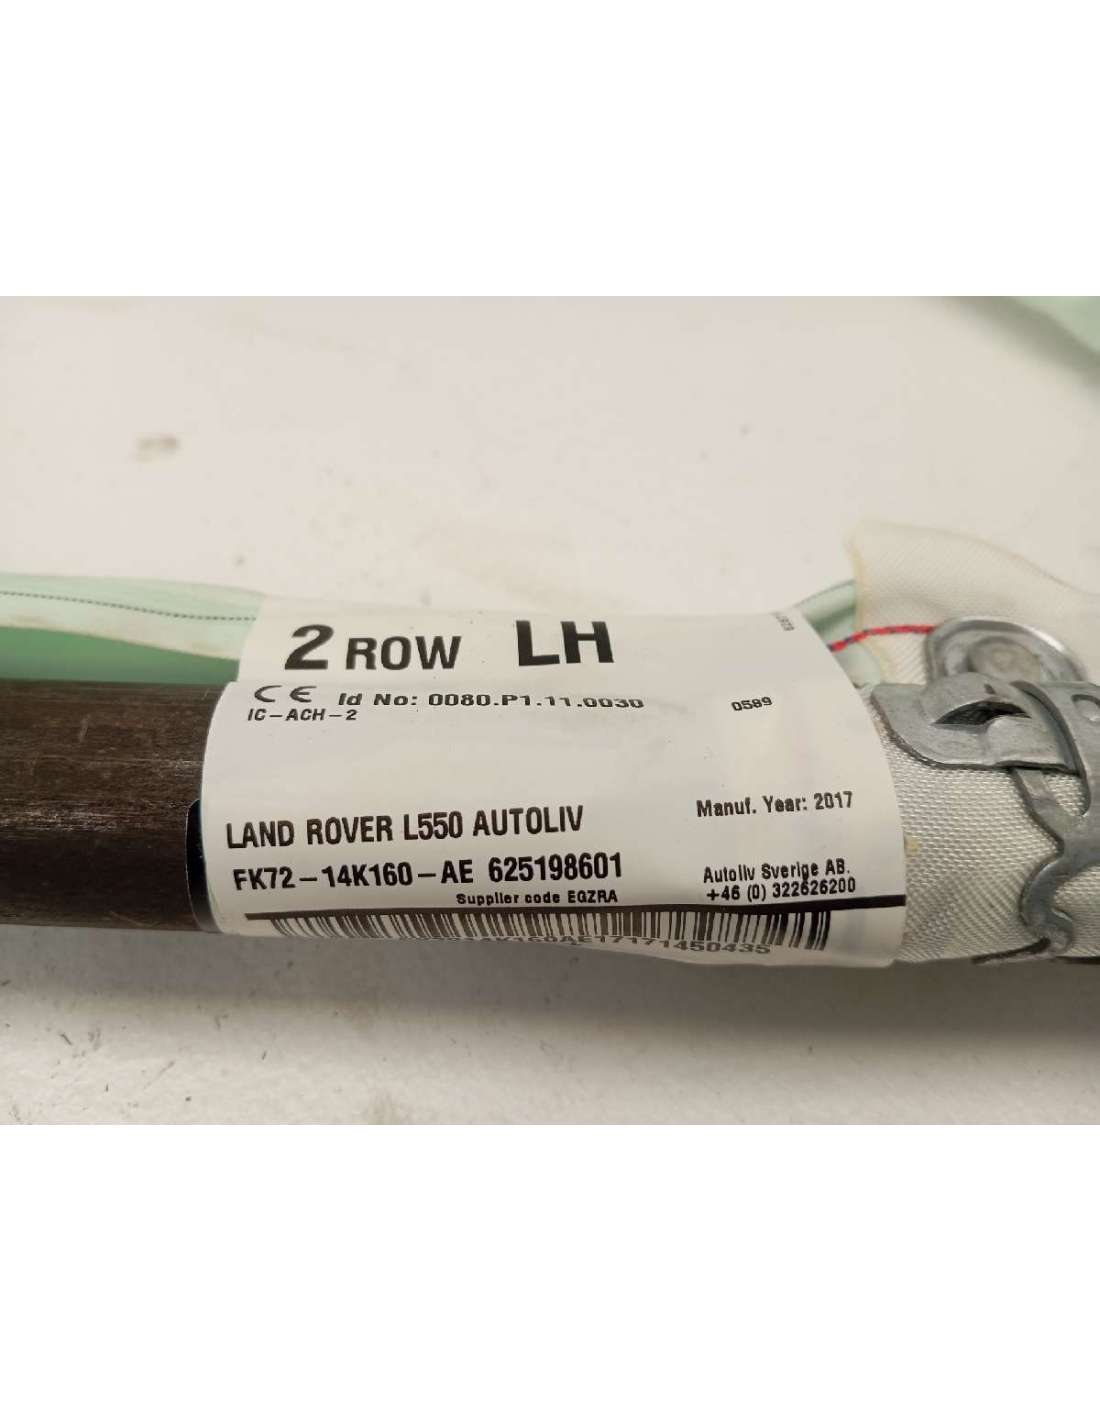 2 ROW LH
CE Id No: 0080.P1.11.0030 0589
IC-ACH-2
Manuf. Year: 2017
LAND ROVER L550 AUTOLIV
FK72-14K160-AE 625198601
Autoliv Sverige AB.
Supplier code EGZRA
+46 (0) 322626200
14K160AE17171450435